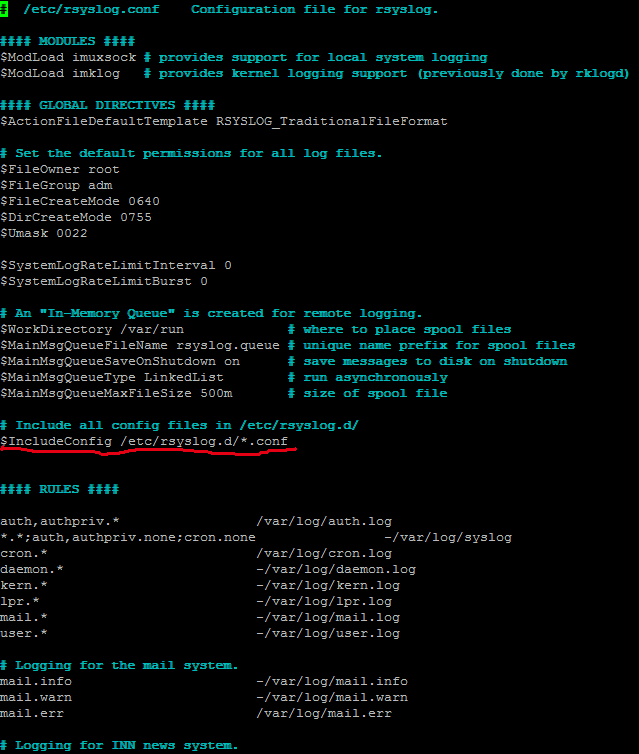 #  /etc/rsyslog.conf    Configuration file for rsyslog.
#### MODULES ####
$ModLoad imuxsock # provides support for local system logging
$ModLoad imklog   # provides kernel logging support (previously done by rklogd)
#### GLOBAL DIRECTIVES ####
$ActionFileDefaultTemplate RSYSLOG_TraditionalFileFormat
# Set the default permissions for all log files.
$FileOwner root
$FileGroup adm
$FileCreateMode 0640
$DirCreateMode 0755
$Umask 0022
$SystemLogRateLimitInterval 0
$SystemLogRateLimitBurst 0
# An "In-Memory Queue" is created for remote logging.
$WorkDirectory /var/run             # where to place spool files
$MainMsgQueueFileName rsyslog.queue # unique name prefix for spool files
$MainMsgQueueSaveOnShutdown on      # save messages to disk on shutdown
$MainMsgQueueType LinkedList        # run asynchronously
$MainMsgQueueMaxFileSize 500m       # size of spool file
# Include all config files in /etc/rsyslog.d/
$IncludeConfig /etc/rsyslog.d/*.conf
#### RULES ####
auth,authpriv.*                 /var/log/auth.log
*.*;auth,authpriv.none;cron.none                -/var/log/syslog
cron.*                          /var/log/cron.log
daemon.*                        -/var/log/daemon.log
kern.*                          -/var/log/kern.log
lpr.*                           -/var/log/lpr.log
mail.*                          -/var/log/mail.log
user.*                          -/var/log/user.log
# Logging for the mail system.
mail.info                       -/var/log/mail.info
mail.warn                       -/var/log/mail.warn
mail.err                        /var/log/mail.err
# Logging for INN news system.